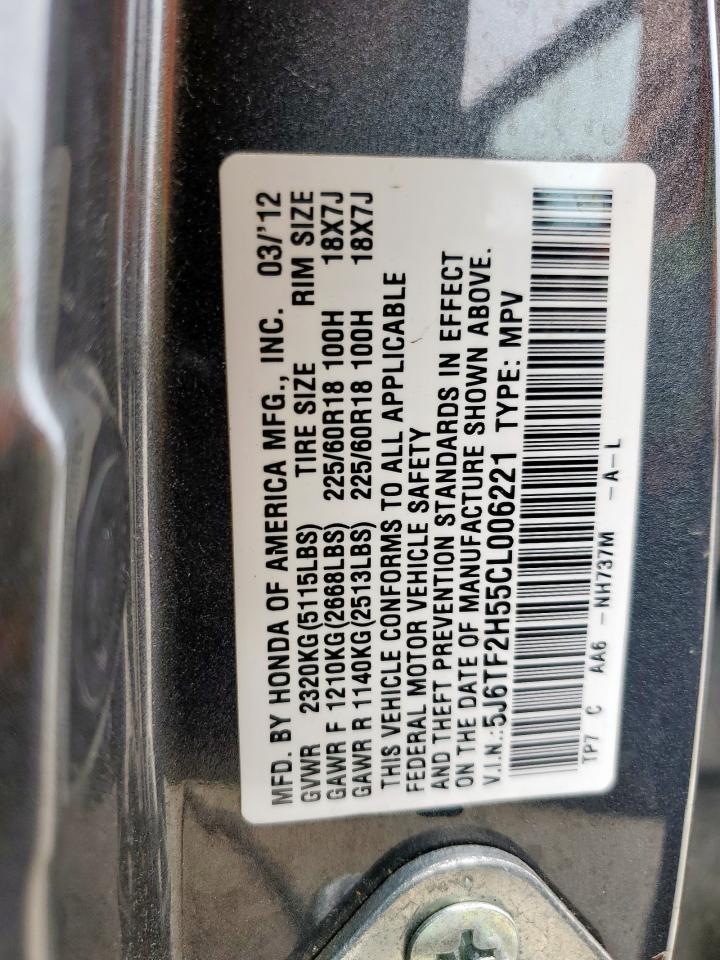 MFD. BY HONDA OF AMERICA MFG., INC. 03/'12
GVWR 2320KG(5115LBS) TIRE SIZE RIM SIZE
GAWR F 1210KG(2668LBS) 225/60R18 100H 18X7J
GAWR R 1140KG(2513LBS) 225/60R18 100H 18X7J
THIS VEHICLE CONFORMS TO ALL APPLICABLE
FEDERAL MOTOR VEHICLE SAFETY
AND THEFT PREVENTION STANDARDS IN EFFECT
ON THE DATE OF MANUFACTURE SHOWN ABOVE.
V.I.N.:5J6TF2H55CL006221 TYPE: MPV
TP7 C AA6 -NH737M -A-L